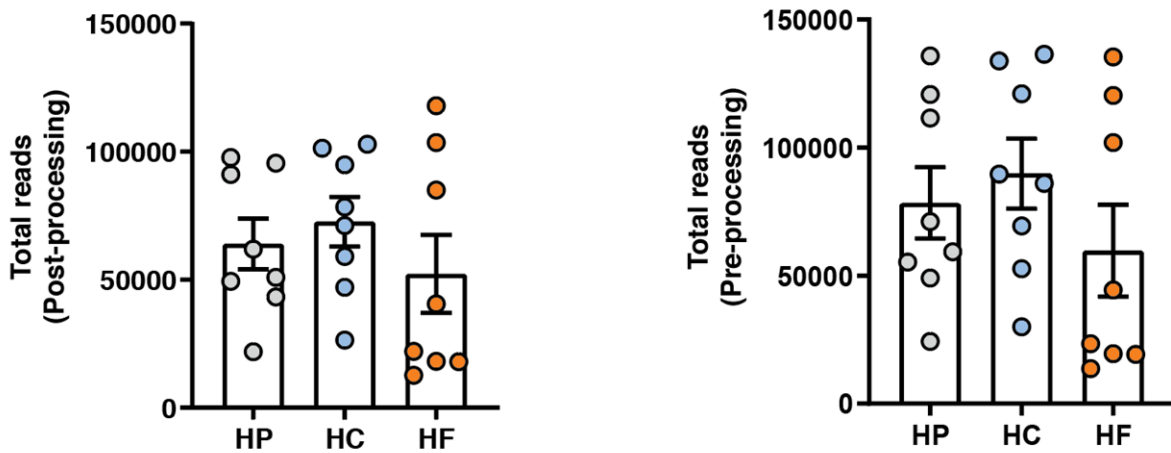 Total reads
(Post-processing)
150000
100000
50000
0
HP HC HF
Total reads
(Pre-processing)
150000
100000
50000
0
HP HC HF